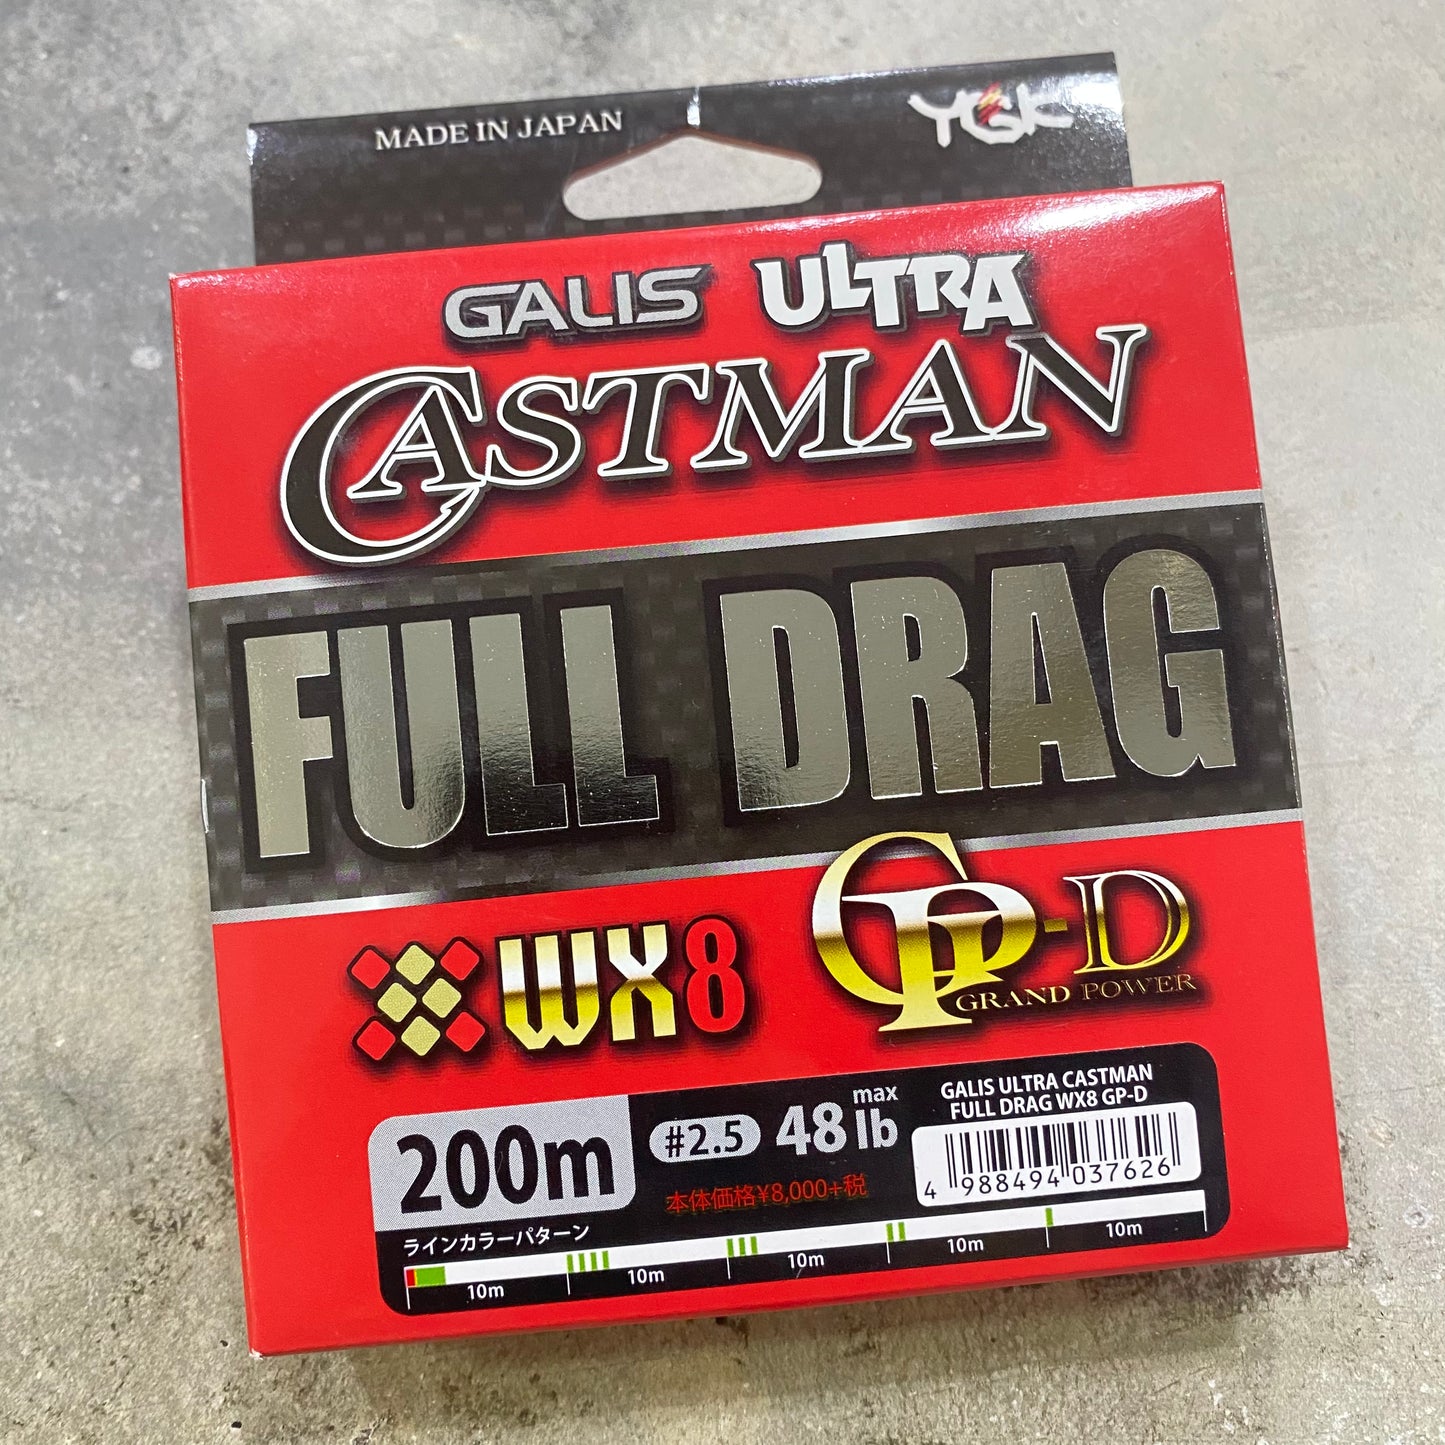 MADE IN JAPAN
YGK
GALIS ULTRA
CASTMAN
FULL DRAG
WX8
GP-D
GRAND POWER
200m
#2.5
48 lb
max
本体価格¥8,000+税
GALIS ULTRA CASTMAN
FULL DRAG WX8 GP-D
4 988494 037626
ラインカラーパターン
10m 10m 10m 10m 10m